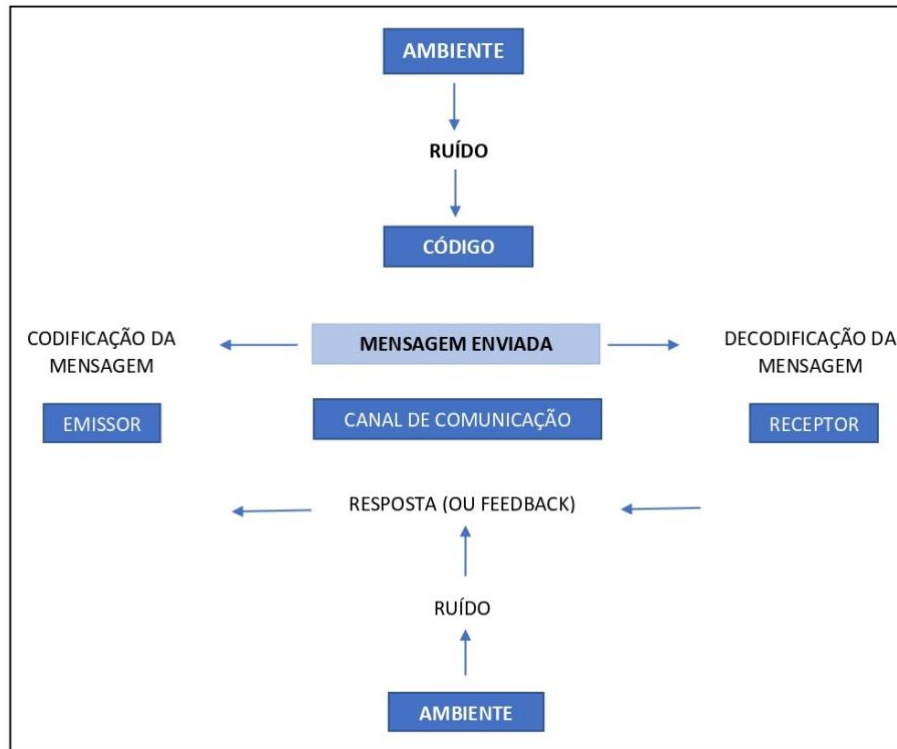 AMBIENTE
RUÍDO
CÓDIGO
CODIFICAÇÃO DA
MENSAGEM
MENSAGEM ENVIADA
DECODIFICAÇÃO DA
MENSAGEM
EMISSOR
CANAL DE COMUNICAÇÃO
RECEPTOR
RESPOSTA (OU FEEDBACK)
RUÍDO
AMBIENTE